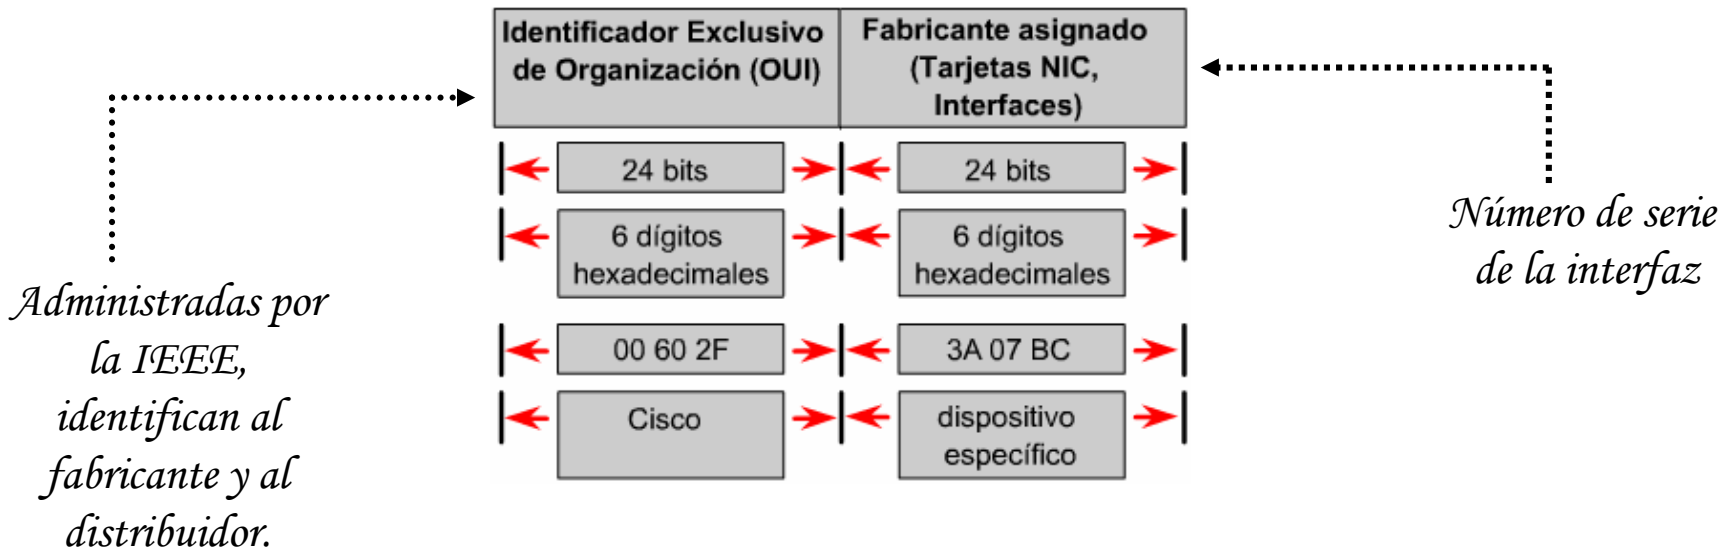 Identificador Exclusivo
de Organización (OUI)
Fabricante asignado
(Tarjetas NIC,
Interfaces)
24 bits
24 bits
6 dígitos
hexadecimales
6 dígitos
hexadecimales
00 60 2F
3A 07 BC
Cisco
dispositivo
específico
Administradas por
la IEEE,
identifican al
fabricante y al
distribuidor.
Número de serie
de la interfaz